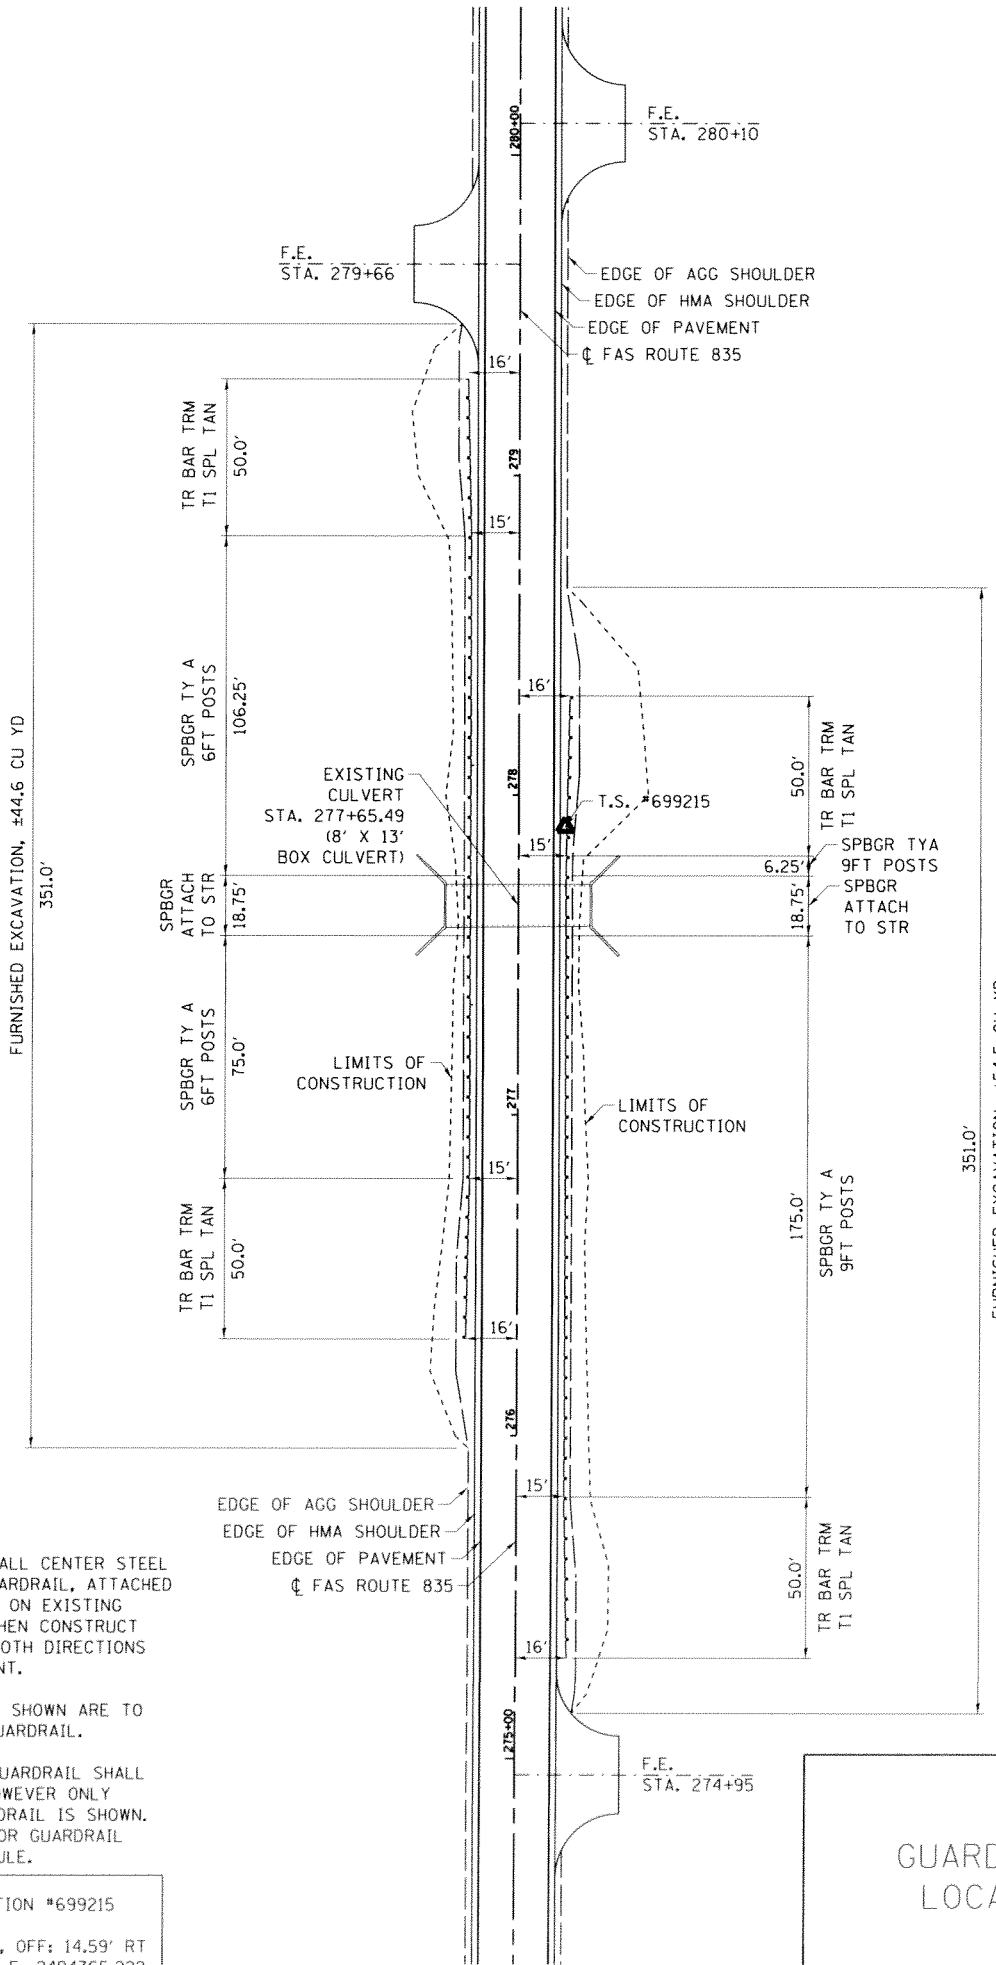 280+00
F.E.
STA. 280+10
F.E.
STA. 279+66
EDGE OF AGG SHOULDER
EDGE OF HMA SHOULDER
EDGE OF PAVEMENT
℄ FAS ROUTE 835
16'
TR BAR TRM
T1 SPL TAN
50.0'
279
15'
SPBGR TY A
6FT POSTS
106.25'
FURNISHED EXCAVATION, ±44.6 CU YD
351.0'
16'
278
EXISTING
CULVERT
STA. 277+65.49
(8' X 13'
BOX CULVERT)
T.S. #699215
15'
50.0'
TR BAR TRM
T1 SPL TAN
6.25'
SPBGR TYA
9FT POSTS
18.75'
SPBGR
ATTACH
TO STR
SPBGR
ATTACH
TO STR
18.75'
SPBGR TY A
6FT POSTS
75.0'
LIMITS OF
CONSTRUCTION
277
LIMITS OF
CONSTRUCTION
351.0'
175.0'
SPBGR TY A
9FT POSTS
15'
TR BAR TRM
T1 SPL TAN
50.0'
16'
276
15'
EDGE OF AGG SHOULDER
EDGE OF HMA SHOULDER
EDGE OF PAVEMENT
℄ FAS ROUTE 835
50.0'
TR BAR TRM
T1 SPL TAN
16'
275+00
F.E.
STA. 274+95
ALL CENTER STEEL
ARDRAIL, ATTACHED
ON EXISTING
HEN CONSTRUCT
OTH DIRECTIONS
NT.
SHOWN ARE TO
UARDRAIL.
UARDRAIL SHALL
OWEVER ONLY
DRAIL IS SHOWN.
OR GUARDRAIL
ULE.
TION #699215
, OFF: 14.59' RT
GUARD
LOCA